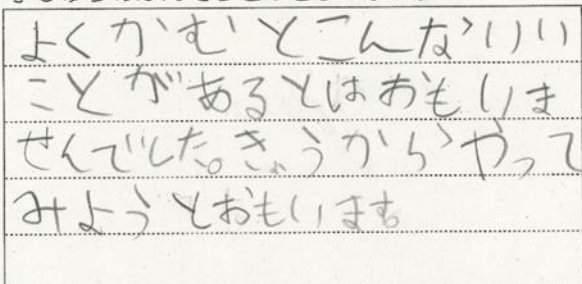 よくかむとこんなにいい
ことがあるとはおもいま
せんでした。きょうからやって
みようとおもいます。